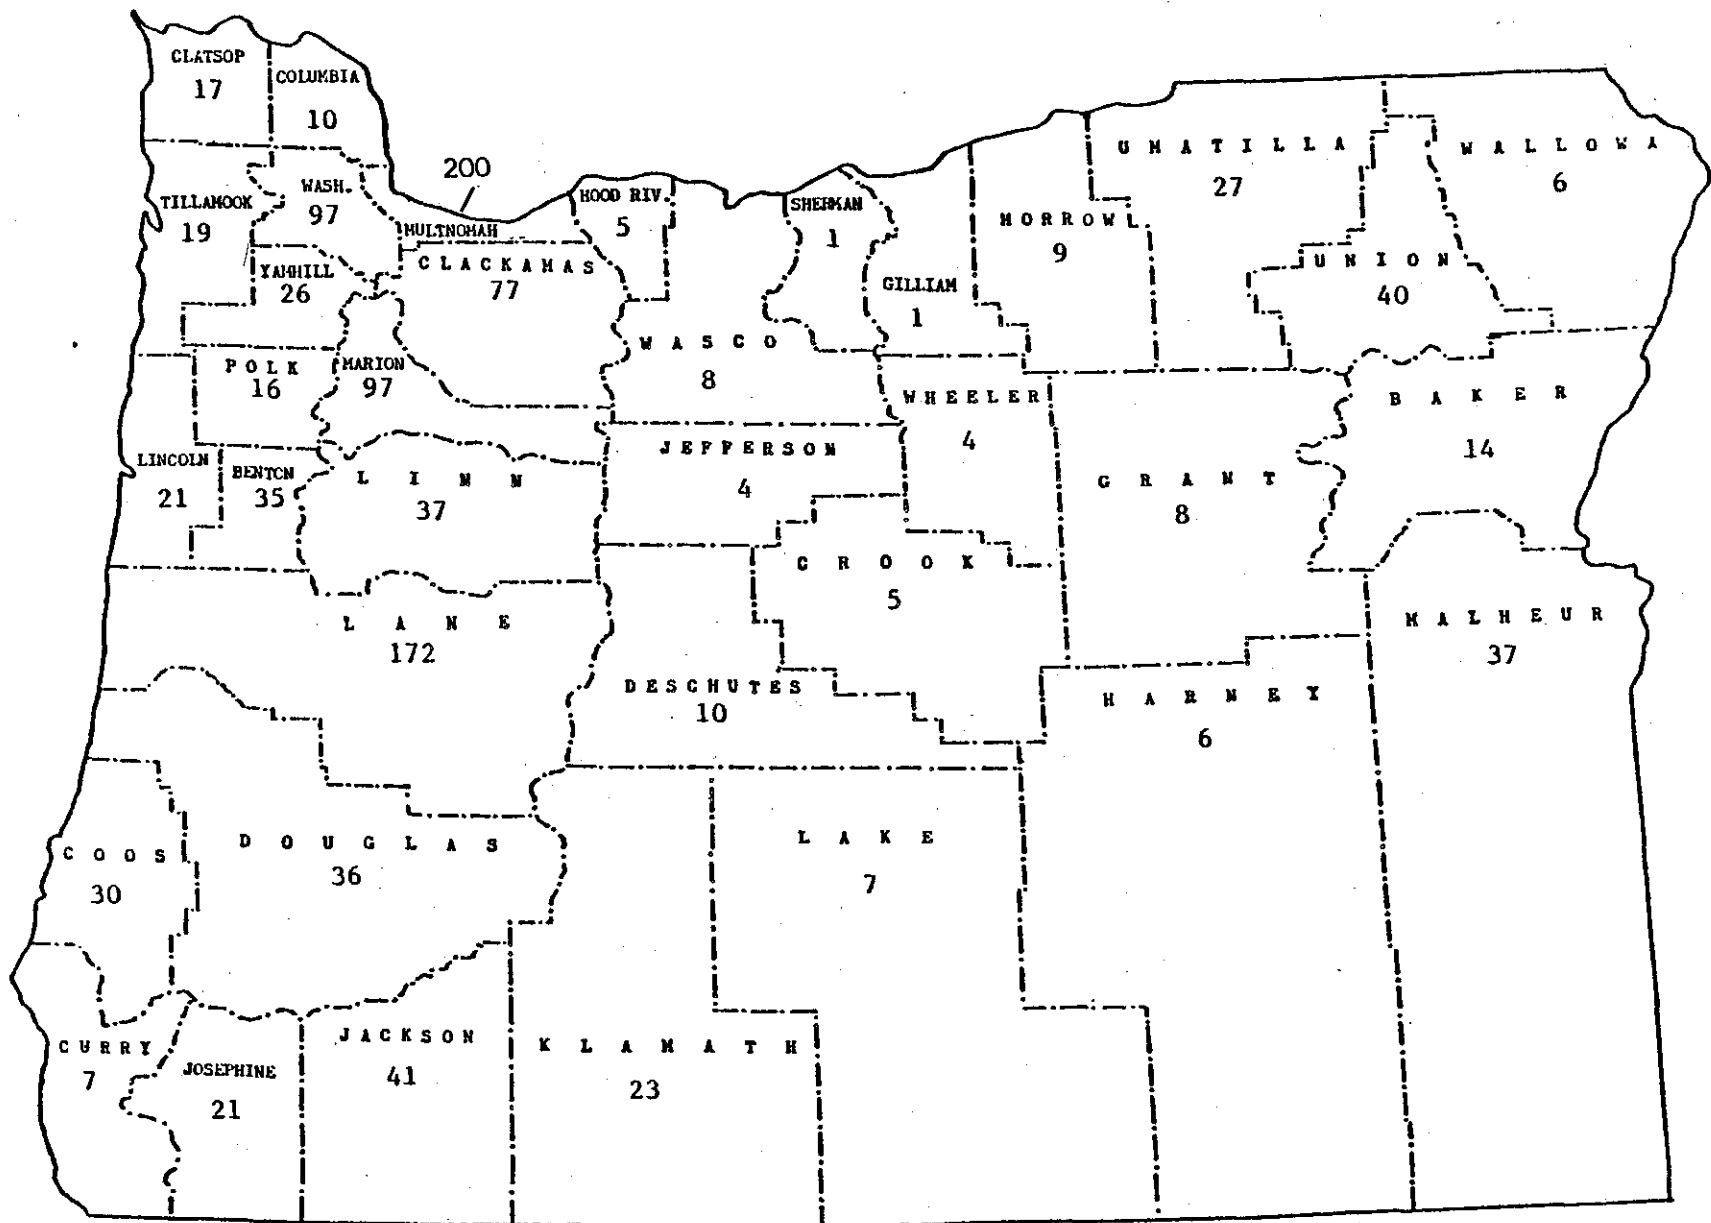 CLATSOP
17
COLUMBIA
10
200
TILLAMOOK
19
WASH.
97
MULTNOMAH
HOOD RIV.
5
SHERMAN
1
GILLIAM
1
MORROW
9
UMATILLA
27
WALLOWA
6
UNION
40
YAMHILL
26
CLACKAMAS
77
WASCO
8
POLK
16
MARION
97
WHEELER
4
BAKER
14
LINCOLN
21
BENTON
35
LINN
37
JEFFERSON
4
GRANT
8
CROOK
5
LANE
172
MALHEUR
37
DESCHUTES
10
HARNEY
6
COOS
30
DOUGLAS
36
LAKE
7
CURRY
7
JOSEPHINE
21
JACKSON
41
KLAMATH
23